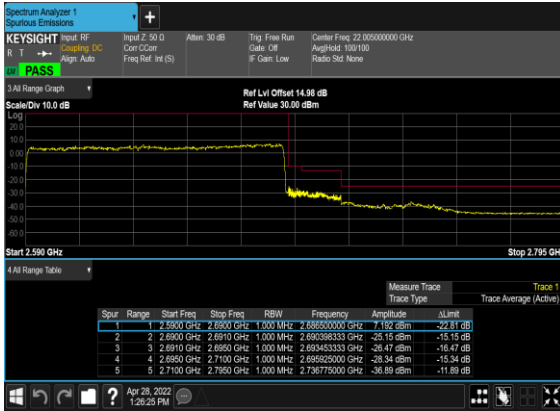 Spectrum Analyzer 1
Spurious Emissions
+
KEYSIGHT Input: RF Input Z: 50 Ω Atten: 30 dB Trig: Free Run Center Freq: 22.005000000 GHz
R T Coupling: DC Corr CCorr Gate: Off Avg|Hold: 100/100
Align: Auto Freq Ref: Int (S) IF Gain: Low Radio Std: None
PASS
3 All Range Graph
Ref Lvl Offset 14.98 dB
Scale/Div 10.0 dB Ref Value 30.00 dBm
Log
20.0
10.0
0.00
-10.0
-20.0
-30.0
-40.0
-50.0
-60.0
Start 2.590 GHz Stop 2.795 GH
4 All Range Table
Measure Trace Trace 1
Trace Type Trace Average (Active)
Spur Range Start Freq Stop Freq RBW Frequency Amplitude ΔLimit
1 1 2.5900 GHz 2.6900 GHz 1.000 MHz 2.686500000 GHz 7.192 dBm -22.81 dB
2 2 2.6900 GHz 2.6910 GHz 1.000 MHz 2.690398333 GHz -25.15 dBm -15.15 dB
3 3 2.6910 GHz 2.6950 GHz 1.000 MHz 2.693453333 GHz -26.47 dBm -16.47 dB
4 4 2.6950 GHz 2.7100 GHz 1.000 MHz 2.695925000 GHz -28.34 dBm -15.34 dB
5 5 2.7100 GHz 2.7950 GHz 1.000 MHz 2.736775000 GHz -36.89 dBm -11.89 dB
? Apr 28, 2022
1:26:25 PM